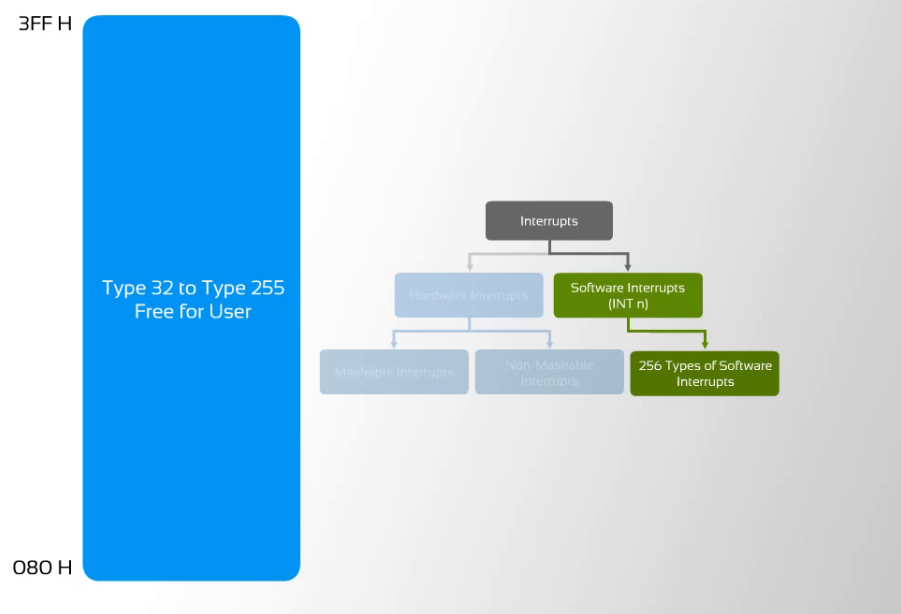 3FF H
Type 32 to Type 255
Free for User
080 H
Interrupts
Hardware Interrupts
Software Interrupts
(INT n)
Maskable Interrupts
Non-Maskable
Interrupts
256 Types of Software
Interrupts